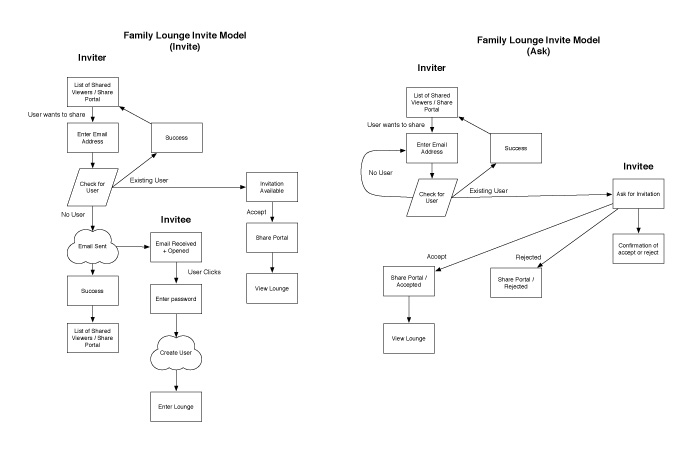 Family Lounge Invite Model
(Invite)
Inviter
List of Shared
Viewers / Share
Portal
User wants to share
Enter Email
Address
Success
Check for
User
Existing User
Invitation
Available
No User
Accept
Invitee
Email Sent
Email Received
+ Opened
Share Portal
User Clicks
Success
Enter password
View Lounge
List of Shared
Viewers / Share
Portal
Create User
Enter Lounge
Family Lounge Invite Model
(Ask)
Inviter
List of Shared
Viewers / Share
Portal
User wants to share
Enter Email
Address
Success
No User
Invitee
Check for
User
Existing User
Ask for Invitation
Confirmation of
accept or reject
Accept
Rejected
Share Portal /
Accepted
Share Portal /
Rejected
View Lounge